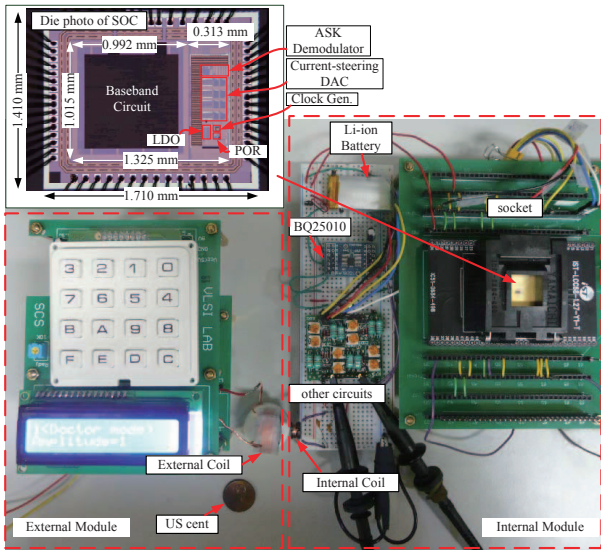 Die photo of SOC
0.992 mm
0.313 mm
1.410 mm
1.015 mm
Baseband
Circuit
LDO
POR
1.325 mm
1.710 mm
ASK
Demodulator
Current-steering
DAC
Clock Gen.
Li-ion
Battery
socket
BQ25010
other circuits
Internal Coil
Internal Module
SCS
VLSI LAB
3 2 1 0
7 6 5 4
B A 9 8
F E D C
Doctor mode!
Amplitude=1
External Coil
US cent
External Module